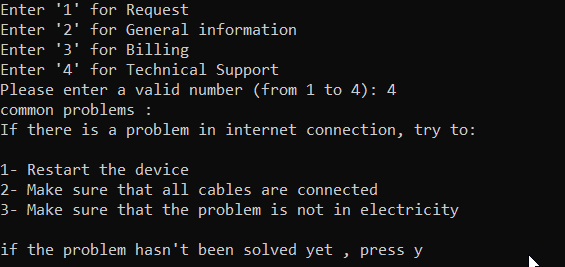 Enter '1' for Request
Enter '2' for General information
Enter '3' for Billing
Enter '4' for Technical Support
Please enter a valid number (from 1 to 4): 4
common problems :
If there is a problem in internet connection, try to:
1- Restart the device
2- Make sure that all cables are connected
3- Make sure that the problem is not in electricity
if the problem hasn't been solved yet , press y